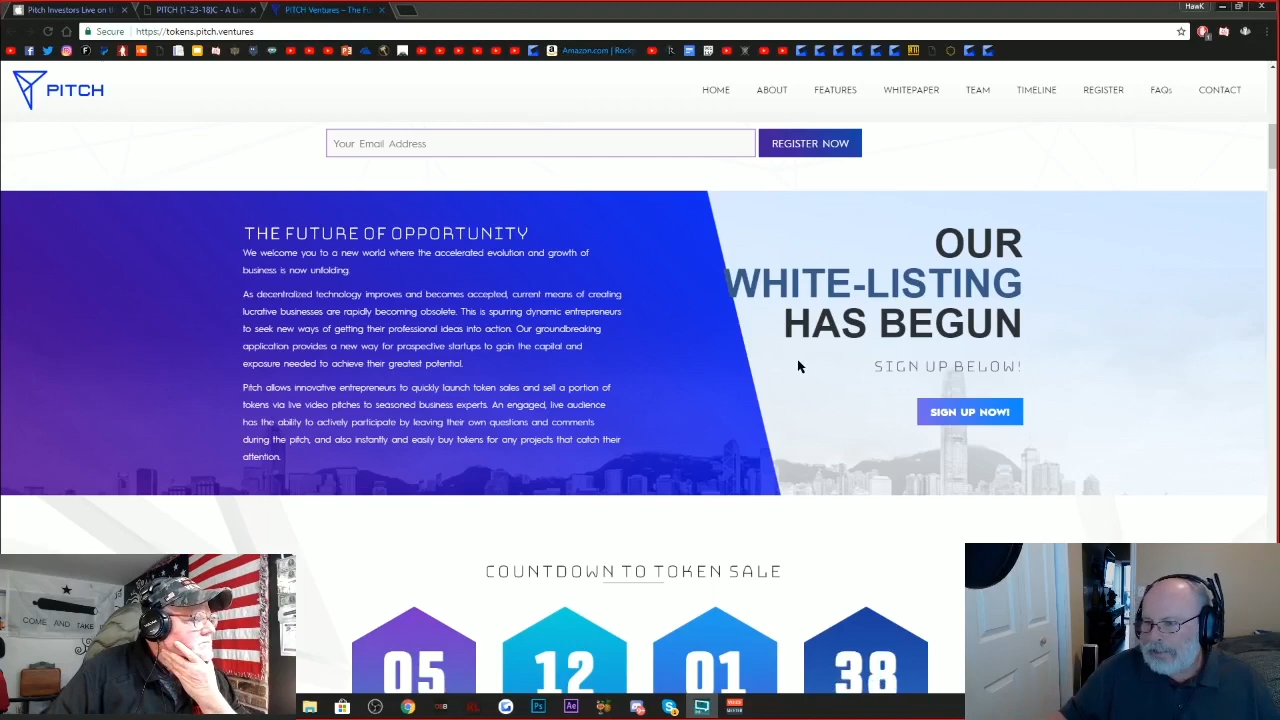 Pitch Investors Live on th
PITCH (1-23-18)C - A Liv
PITCH Ventures – The Fu
HawK
Secure
https://tokens.pitch.ventures
Amazon.com | Rock
PITCH
HOME
ABOUT
FEATURES
WHITEPAPER
TEAM
TIMELINE
REGISTER
FAQs
CONTACT
Your Email Address
REGISTER NOW
THE FUTURE OF OPPORTUNITY
We welcome you to a new world where the accelerated evolution and growth of
business is now unfolding.
As decentralized technology improves and becomes accepted, current means of creating
lucrative businesses are rapidly becoming obsolete. This is spurring dynamic entrepreneurs
to seek new ways of getting their professional ideas into action. Our groundbreaking
application provides a new way for prospective startups to gain the capital and
exposure needed to achieve their greatest potential.
Pitch allows innovative entrepreneurs to quickly launch token sales and sell a portion of
tokens via live video pitches to seasoned business experts. An engaged, live audience
has the ability to actively participate by leaving their own questions and comments
during the pitch, and also instantly and easily buy tokens for any projects that catch their
attention.
OUR
WHITE-LISTING
HAS BEGUN
SIGN UP BELOW!
SIGN UP NOW!
COUNTDOWN TO TOKEN SALE
05
12
01
38
COME AND TAKE